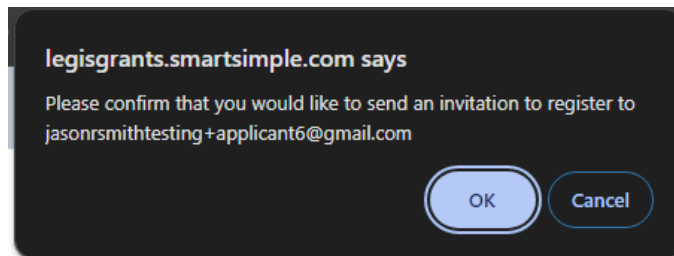 legisgrants.smartsimple.com says
Please confirm that you would like to send an invitation to register to
jasonrsmithtesting+applicant6@gmail.com
OK
Cancel